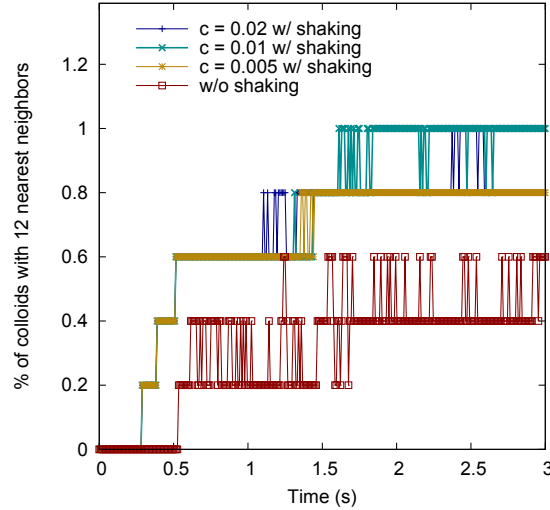 c = 0.02 w/ shaking
c = 0.01 w/ shaking
c = 0.005 w/ shaking
w/o shaking
% of colloids with 12 nearest neighbors
1.2
1
0.8
0.6
0.4
0.2
0
0 0.5 1 1.5 2 2.5 3
Time (s)